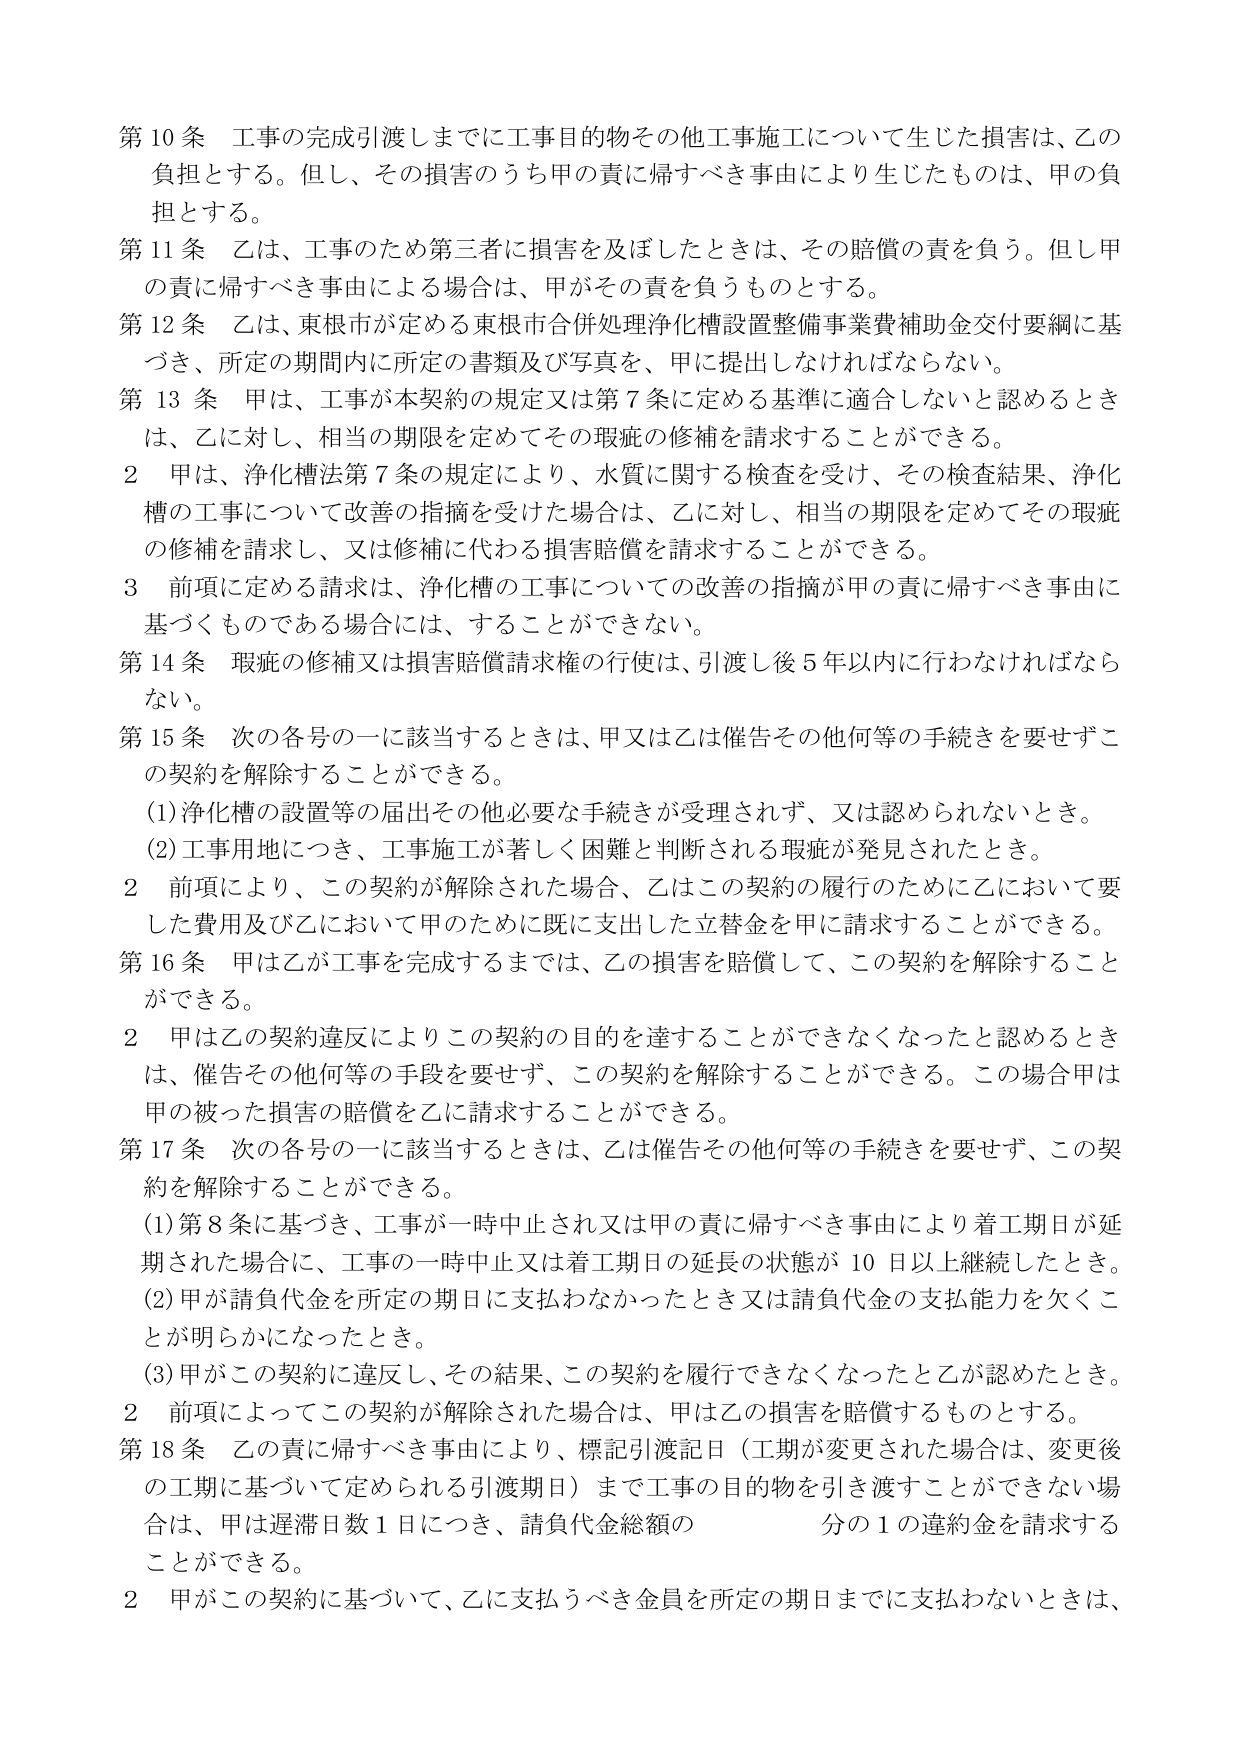 第 10 条　工事の完成引渡しまでに工事目的物その他工事施工について生じた損害は、乙の
負担とする。但し、その損害のうち甲の責に帰すべき事由により生じたものは、甲の負
担とする。
第 11 条　乙は、工事のため第三者に損害を及ぼしたときは、その賠償の責を負う。但し甲
の責に帰すべき事由による場合は、甲がその責を負うものとする。
第 12 条　乙は、東根市が定める東根市合併処理浄化槽設置整備事業費補助金交付要綱に基
づき、所定の期間内に所定の書類及び写真を、甲に提出しなければならない。
第 13 条　甲は、工事が本契約の規定又は第７条に定める基準に適合しないと認めるとき
は、乙に対し、相当の期限を定めてその瑕疵の修補を請求することができる。
２　甲は、浄化槽法第７条の規定により、水質に関する検査を受け、その検査結果、浄化
槽の工事について改善の指摘を受けた場合は、乙に対し、相当の期限を定めてその瑕疵
の修補を請求し、又は修補に代わる損害賠償を請求することができる。
３　前項に定める請求は、浄化槽の工事についての改善の指摘が甲の責に帰すべき事由に
基づくものである場合には、することができない。
第 14 条　瑕疵の修補又は損害賠償請求権の行使は、引渡し後５年以内に行わなければなら
ない。
第 15 条　次の各号の一に該当するときは、甲又は乙は催告その他何等の手続きを要せずこ
の契約を解除することができる。
(1)浄化槽の設置等の届出その他必要な手続きが受理されず、又は認められないとき。
(2)工事用地につき、工事施工が著しく困難と判断される瑕疵が発見されたとき。
２　前項により、この契約が解除された場合、乙はこの契約の履行のために乙において要
した費用及び乙において甲のために既に支出した立替金を甲に請求することができる。
第 16 条　甲は乙が工事を完成するまでは、乙の損害を賠償して、この契約を解除すること
ができる。
２　甲は乙の契約違反によりこの契約の目的を達することができなくなったと認めるとき
は、催告その他何等の手段を要せず、この契約を解除することができる。この場合甲は
甲の被った損害の賠償を乙に請求することができる。
第 17 条　次の各号の一に該当するときは、乙は催告その他何等の手続きを要せず、この契
約を解除することができる。
(1)第８条に基づき、工事が一時中止され又は甲の責に帰すべき事由により着工期日が延
期された場合に、工事の一時中止又は着工期日の延長の状態が 10 日以上継続したとき。
(2)甲が請負代金を所定の期日に支払わなかったとき又は請負代金の支払能力を欠くこ
とが明らかになったとき。
(3)甲がこの契約に違反し、その結果、この契約を履行できなくなったと乙が認めたとき。
２　前項によってこの契約が解除された場合は、甲は乙の損害を賠償するものとする。
第 18 条　乙の責に帰すべき事由により、標記引渡記日（工期が変更された場合は、変更後
の工期に基づいて定められる引渡期日）まで工事の目的物を引き渡すことができない場
合は、甲は遅滞日数１日につき、請負代金総額の　　　　　分の１の違約金を請求する
ことができる。
２　甲がこの契約に基づいて、乙に支払うべき金員を所定の期日までに支払わないときは、